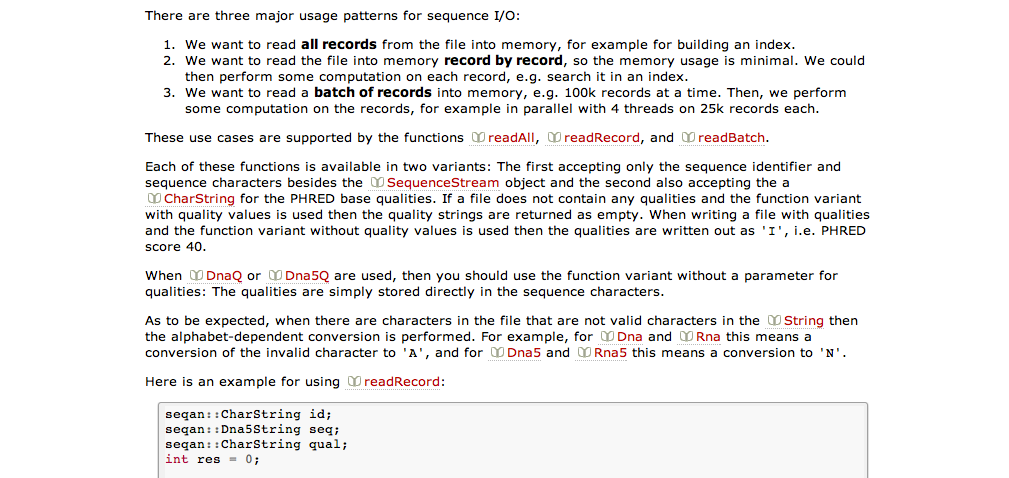 There are three major usage patterns for sequence I/O:
1. We want to read all records from the file into memory, for example for building an index.
2. We want to read the file into memory record by record, so the memory usage is minimal. We could
then perform some computation on each record, e.g. search it in an index.
3. We want to read a batch of records into memory, e.g. 100k records at a time. Then, we perform
some computation on the records, for example in parallel with 4 threads on 25k records each.
These use cases are supported by the functions readAll, readRecord, and readBatch.
Each of these functions is available in two variants: The first accepting only the sequence identifier and
sequence characters besides the SequenceStream object and the second also accepting the a
CharString for the PHRED base qualities. If a file does not contain any qualities and the function variant
with quality values is used then the quality strings are returned as empty. When writing a file with qualities
and the function variant without quality values is used then the qualities are written out as 'I', i.e. PHRED
score 40.
When DnaQ or Dna5Q are used, then you should use the function variant without a parameter for
qualities: The qualities are simply stored directly in the sequence characters.
As to be expected, when there are characters in the file that are not valid characters in the String then
the alphabet-dependent conversion is performed. For example, for Dna and Rna this means a
conversion of the invalid character to 'A', and for Dna5 and Rna5 this means a conversion to 'N'.
Here is an example for using readRecord:
seqan::CharString id;
seqan::Dna5String seq;
seqan::CharString qual;
int res = 0;